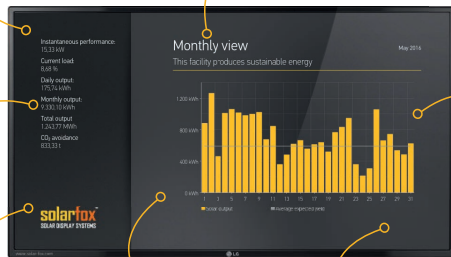 Instantaneous performance:
15,33 kW
Current load:
8,68 %
Daily output:
175,74 kWh
Monthly output:
9.330,10 kWh
Total output
1.243,77 MWh
CO₂ avoidance
833,33 t
solarfox™
SOLAR DISPLAY SYSTEMS
www.solar-fox.com
Monthly view
May 2016
This facility produces sustainable energy
1.200 kWh
800 kWh
400 kWh
0 kWh
1 3 5 7 9 11 13 15 17 19 21 23 25 27 29 31
Solar output
Average expected yield
LG